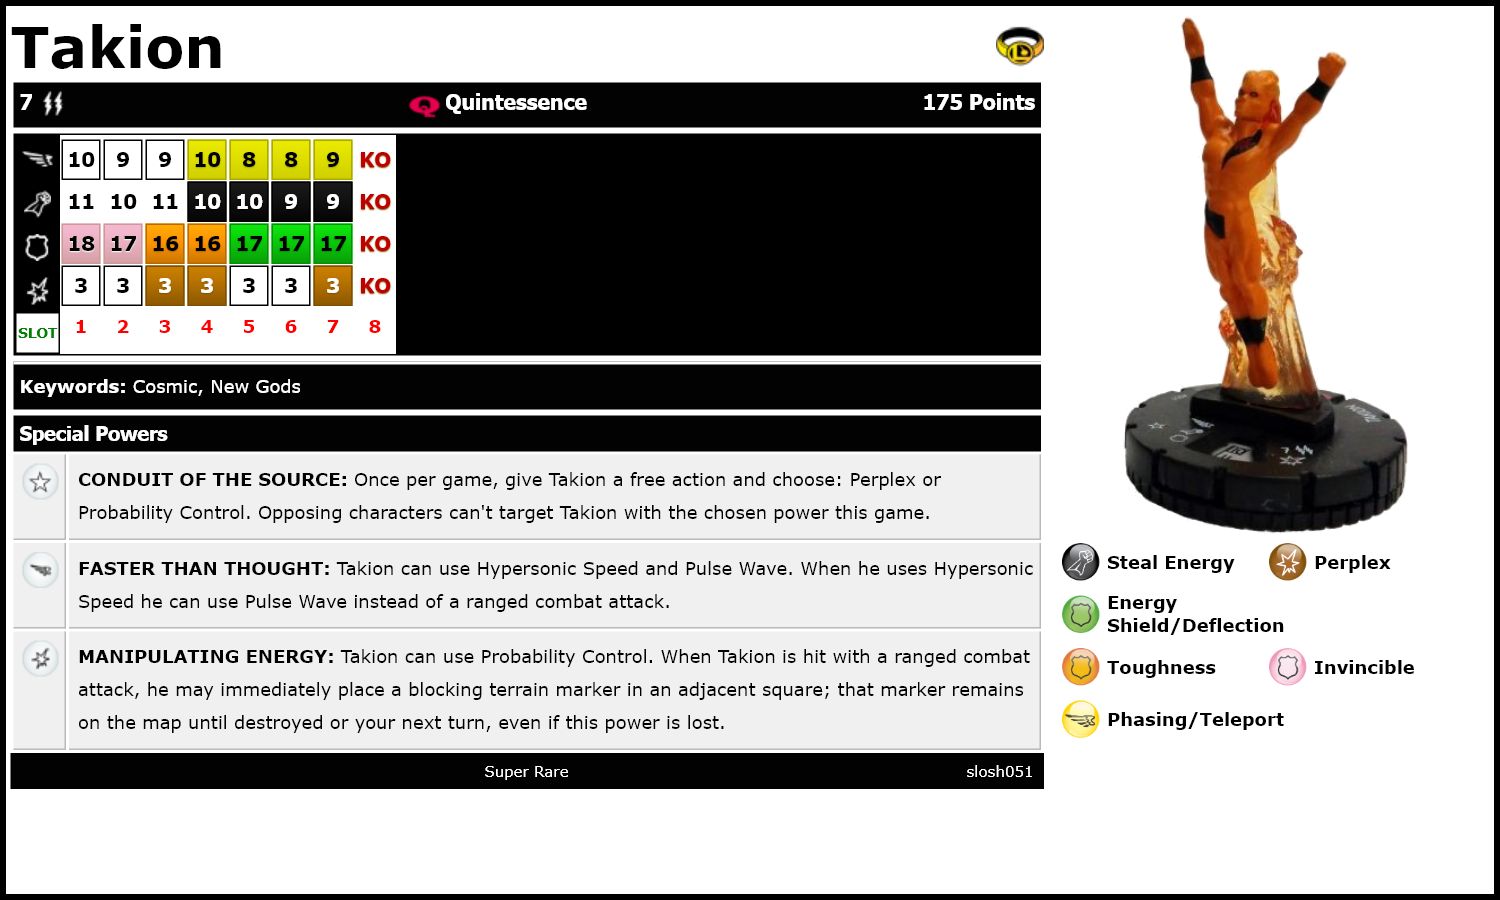 Takion
7 Quintessence 175 Points
10 9 9 10 8 8 9 KO
11 10 11 10 10 9 9 KO
18 17 16 16 17 17 17 KO
3 3 3 3 3 3 3 KO
SLOT 1 2 3 4 5 6 7 8
Keywords: Cosmic, New Gods
Special Powers
CONDUIT OF THE SOURCE: Once per game, give Takion a free action and choose: Perplex or
Probability Control. Opposing characters can't target Takion with the chosen power this game.
FASTER THAN THOUGHT: Takion can use Hypersonic Speed and Pulse Wave. When he uses Hypersonic
Speed he can use Pulse Wave instead of a ranged combat attack.
MANIPULATING ENERGY: Takion can use Probability Control. When Takion is hit with a ranged combat
attack, he may immediately place a blocking terrain marker in an adjacent square; that marker remains
on the map until destroyed or your next turn, even if this power is lost.
Super Rare slosh051
TAKION
7
Steal Energy Perplex
Energy
Shield/Deflection
Toughness Invincible
Phasing/Teleport